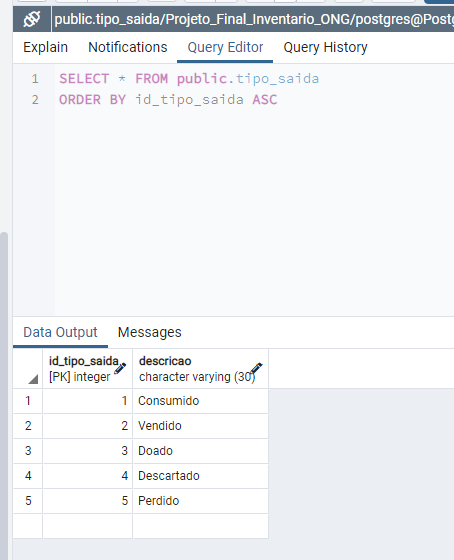 public.tipo_saida/Projeto_Final_Inventario_ONG/postgres@Postg
Explain Notifications Query Editor Query History
1 SELECT * FROM public.tipo_saida
2 ORDER BY id_tipo_saida ASC
Data Output Messages
id_tipo_saida descricao
[PK] integer character varying (30)
1 1 Consumido
2 2 Vendido
3 3 Doado
4 4 Descartado
5 5 Perdido